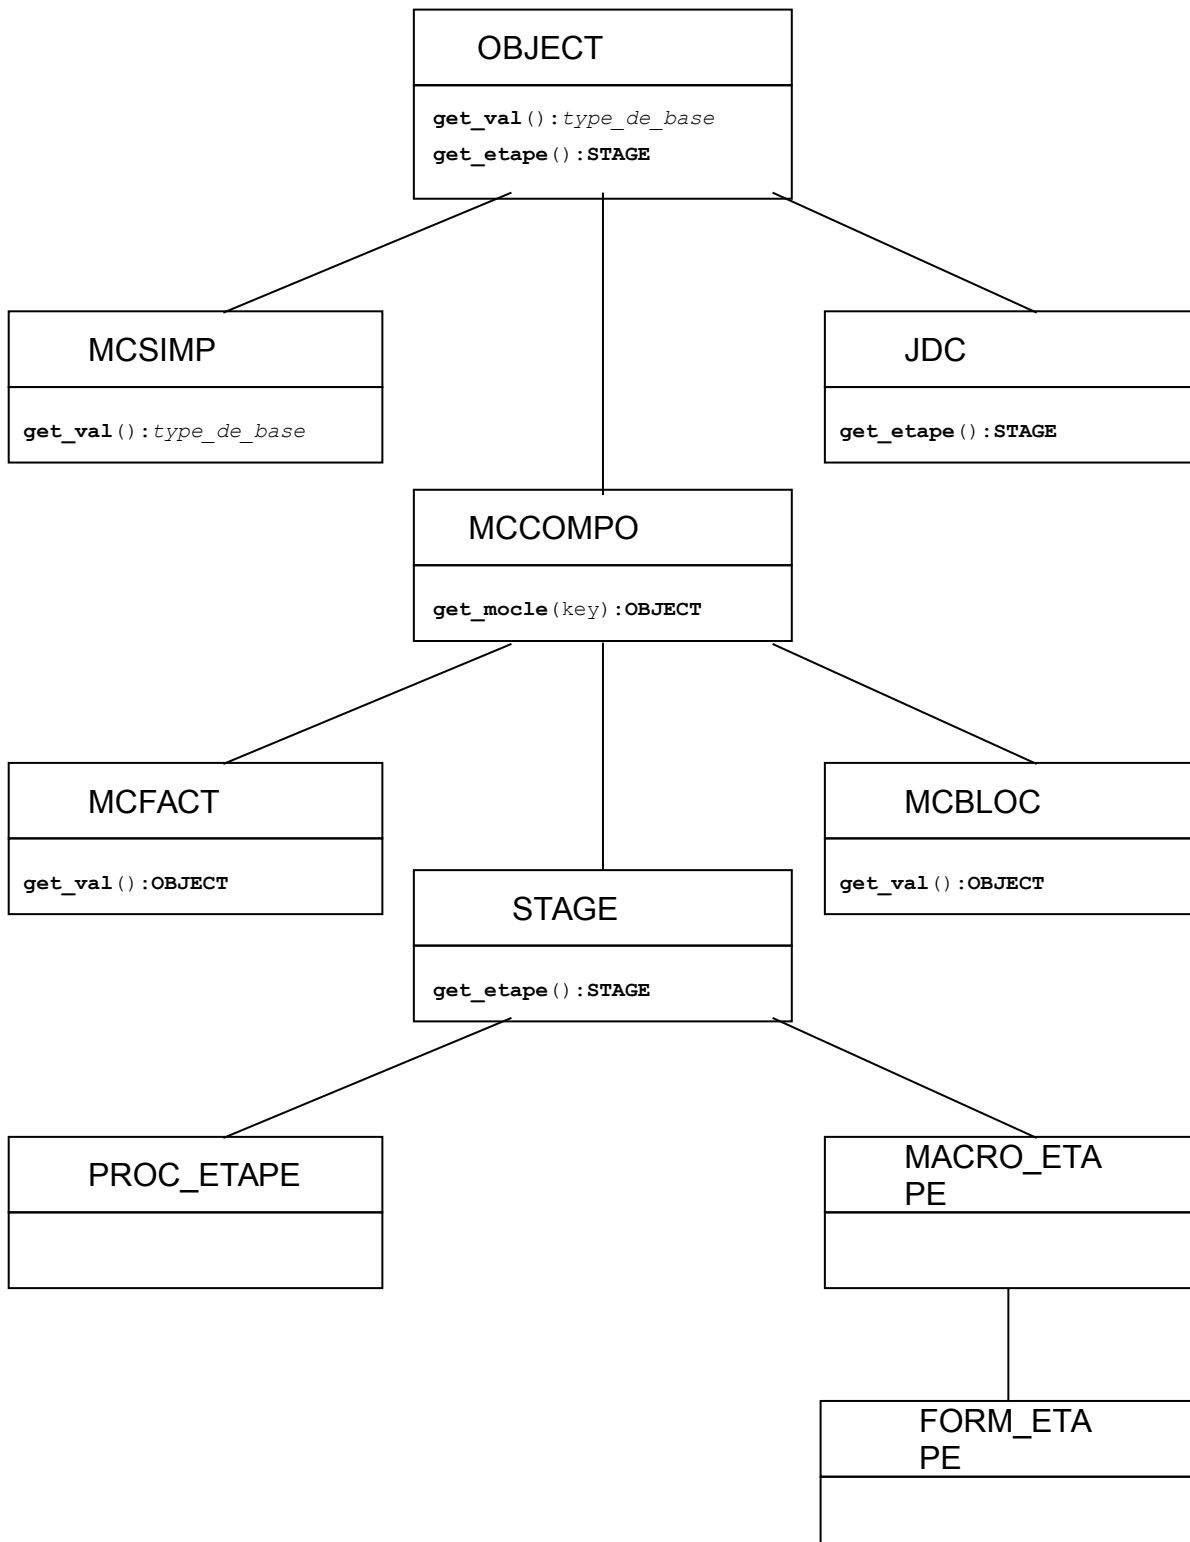 OBJECT
get_val():type_de_base
get_etape():STAGE
MCSIMP
get_val():type_de_base
JDC
get_etape():STAGE
MCCOMPO
get_mocle(key):OBJECT
MCFACT
get_val():OBJECT
MCBLOC
get_val():OBJECT
STAGE
get_etape():STAGE
PROC_ETAPE
MACRO_ETA
PE
FORM_ETA
PE